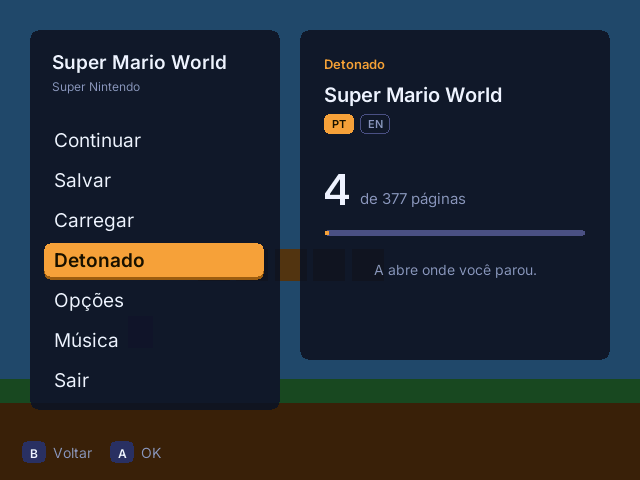 Super Mario World
Super Nintendo
Continuar
Salvar
Carregar
Detonado
Opções
Música
Sair
Detonado
Super Mario World
PT EN
4 de 377 páginas
A abre onde você parou.
B Voltar A OK